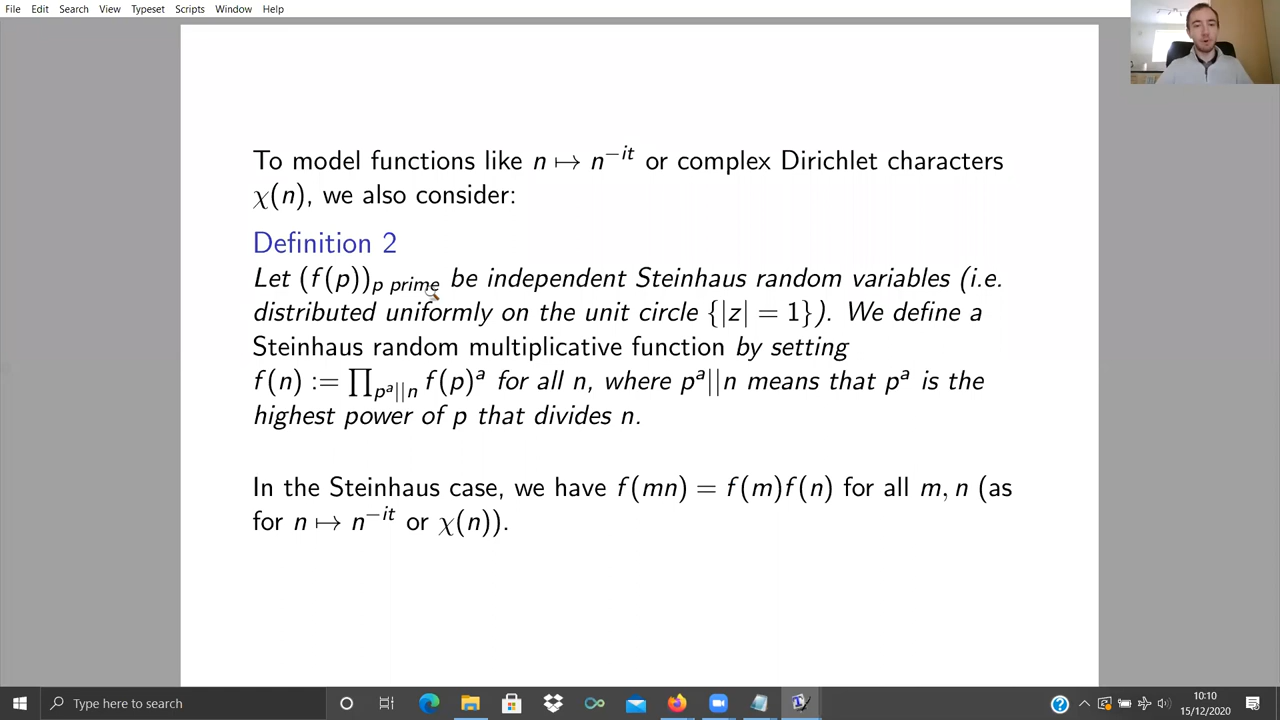 File Edit Search View Typeset Scripts Window Help
To model functions like n ↦ n^{−it} or complex Dirichlet characters
χ(n), we also consider:
Definition 2
Let (f(p))_{p prime} be independent Steinhaus random variables (i.e.
distributed uniformly on the unit circle {|z| = 1}). We define a
Steinhaus random multiplicative function by setting
f(n) := ∏_{p^a||n} f(p)^a for all n, where p^a||n means that p^a is the
highest power of p that divides n.
In the Steinhaus case, we have f(mn) = f(m)f(n) for all m, n (as
for n ↦ n^{−it} or χ(n)).
Type here to search
10:10
15/12/2020